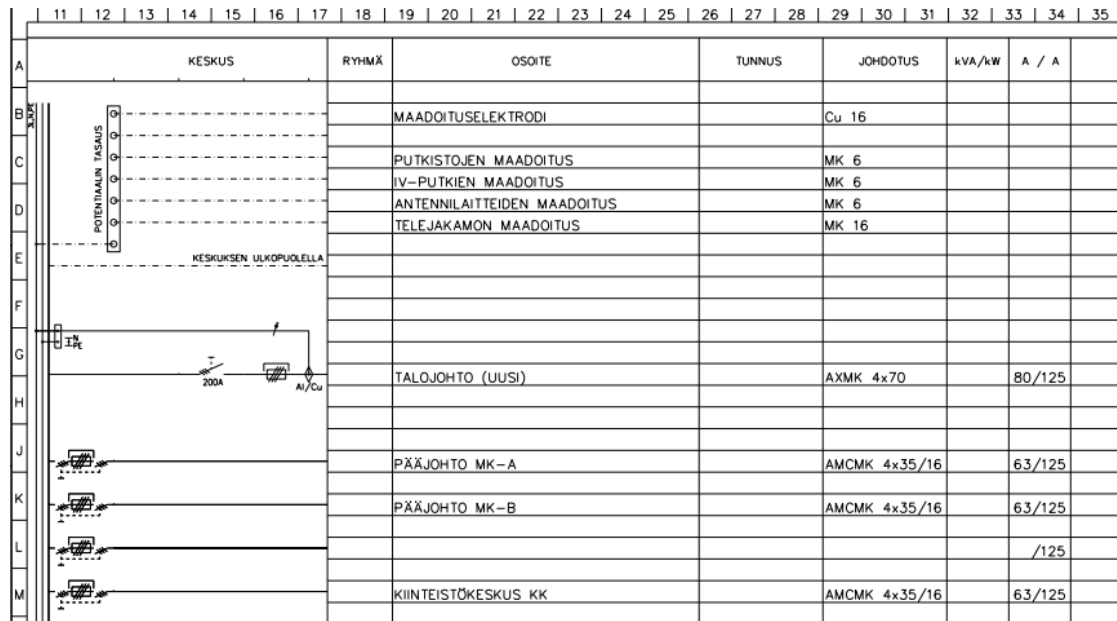 11 12 13 14 15 16 17 18 19 20 21 22 23 24 25 26 27 28 29 30 31 32 33 34 35
A KESKUS RYHMÄ OSOITE TUNNUS JOHDOTUS kVA/kW A / A
B 3L,N,PE MAADOITUSELEKTRODI Cu 16
POTENTIAALIN TASAUS
C PUTKISTOJEN MAADOITUS MK 6
IV-PUTKIEN MAADOITUS MK 6
D ANTENNILAITTEIDEN MAADOITUS MK 6
TELEJAKAMON MAADOITUS MK 16
E KESKUKSEN ULKOPUOLELLA
F
G N
PE
200A Al/Cu TALOJOHTO (UUSI) AXMK 4x70 80/125
H
J PÄÄJOHTO MK-A AMCMK 4x35/16 63/125
K PÄÄJOHTO MK-B AMCMK 4x35/16 63/125
L /125
M KIINTEISTÖKESKUS KK AMCMK 4x35/16 63/125